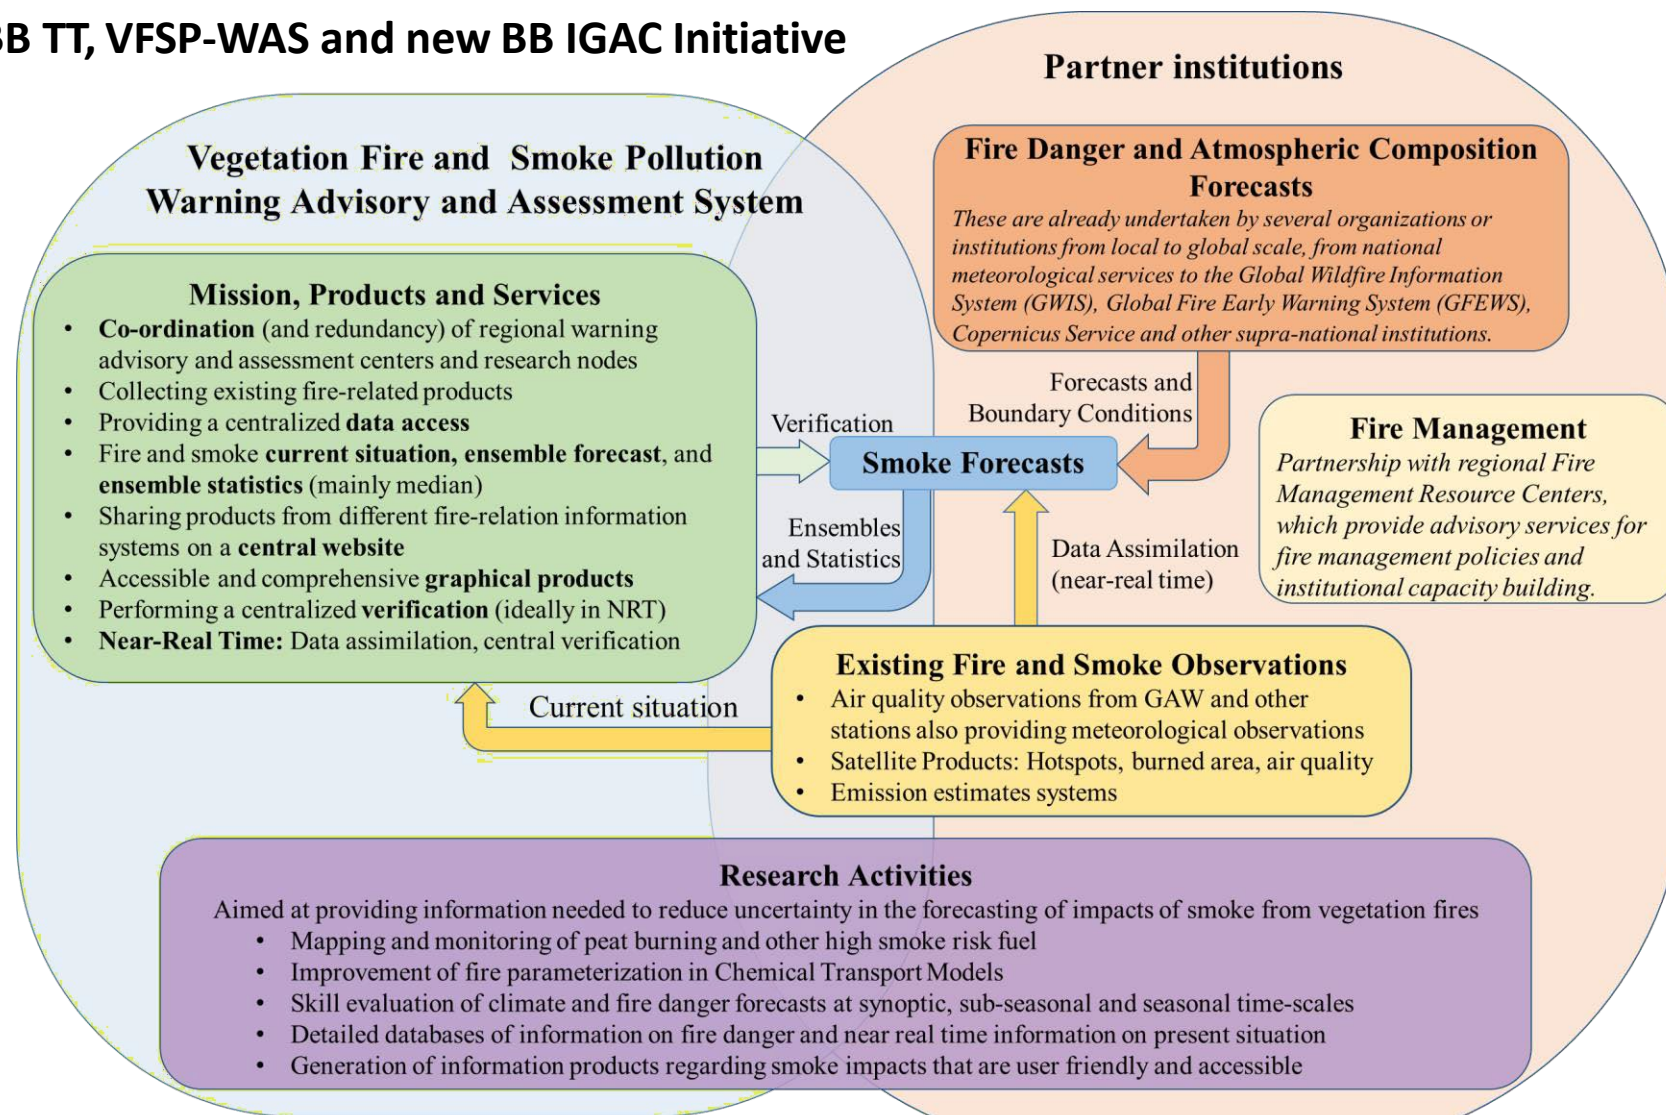 BB TT, VFSP-WAS and new BB IGAC Initiative
Partner institutions
Vegetation Fire and Smoke Pollution
Warning Advisory and Assessment System
Mission, Products and Services
• Co-ordination (and redundancy) of regional warning
advisory and assessment centers and research nodes
• Collecting existing fire-related products
• Providing a centralized data access
• Fire and smoke current situation, ensemble forecast, and
ensemble statistics (mainly median)
• Sharing products from different fire-relation information
systems on a central website
• Accessible and comprehensive graphical products
• Performing a centralized verification (ideally in NRT)
• Near-Real Time: Data assimilation, central verification
Fire Danger and Atmospheric Composition
Forecasts
These are already undertaken by several organizations or
institutions from local to global scale, from national
meteorological services to the Global Wildfire Information
System (GWIS), Global Fire Early Warning System (GFEWS),
Copernicus Service and other supra-national institutions.
Forecasts and
Boundary Conditions
Verification
Smoke Forecasts
Ensembles
and Statistics
Data Assimilation
(near-real time)
Fire Management
Partnership with regional Fire
Management Resource Centers,
which provide advisory services for
fire management policies and
institutional capacity building.
Current situation
Existing Fire and Smoke Observations
• Air quality observations from GAW and other
stations also providing meteorological observations
• Satellite Products: Hotspots, burned area, air quality
• Emission estimates systems
Research Activities
Aimed at providing information needed to reduce uncertainty in the forecasting of impacts of smoke from vegetation fires
• Mapping and monitoring of peat burning and other high smoke risk fuel
• Improvement of fire parameterization in Chemical Transport Models
• Skill evaluation of climate and fire danger forecasts at synoptic, sub-seasonal and seasonal time-scales
• Detailed databases of information on fire danger and near real time information on present situation
• Generation of information products regarding smoke impacts that are user friendly and accessible